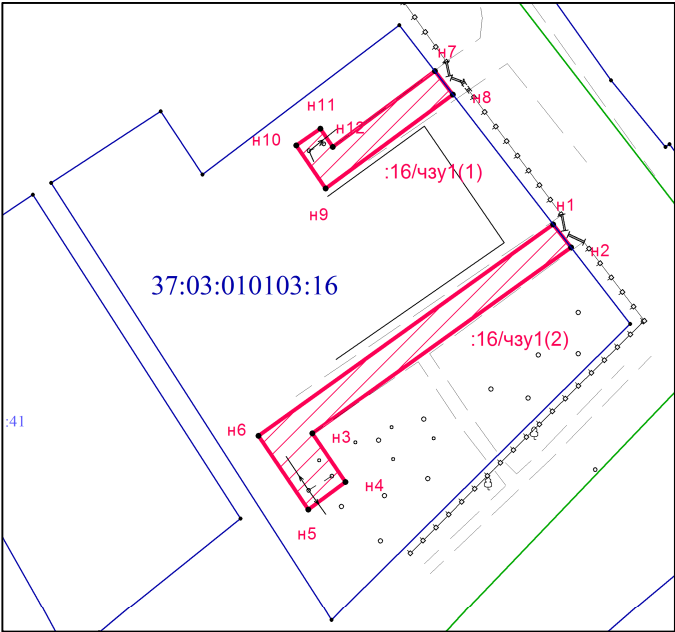 н7
н8
н11
н12
н10
:16/чзу1(1)
н9
н1
н2
37:03:010103:16
:16/чзу1(2)
:41
н6
н3
н4
н5